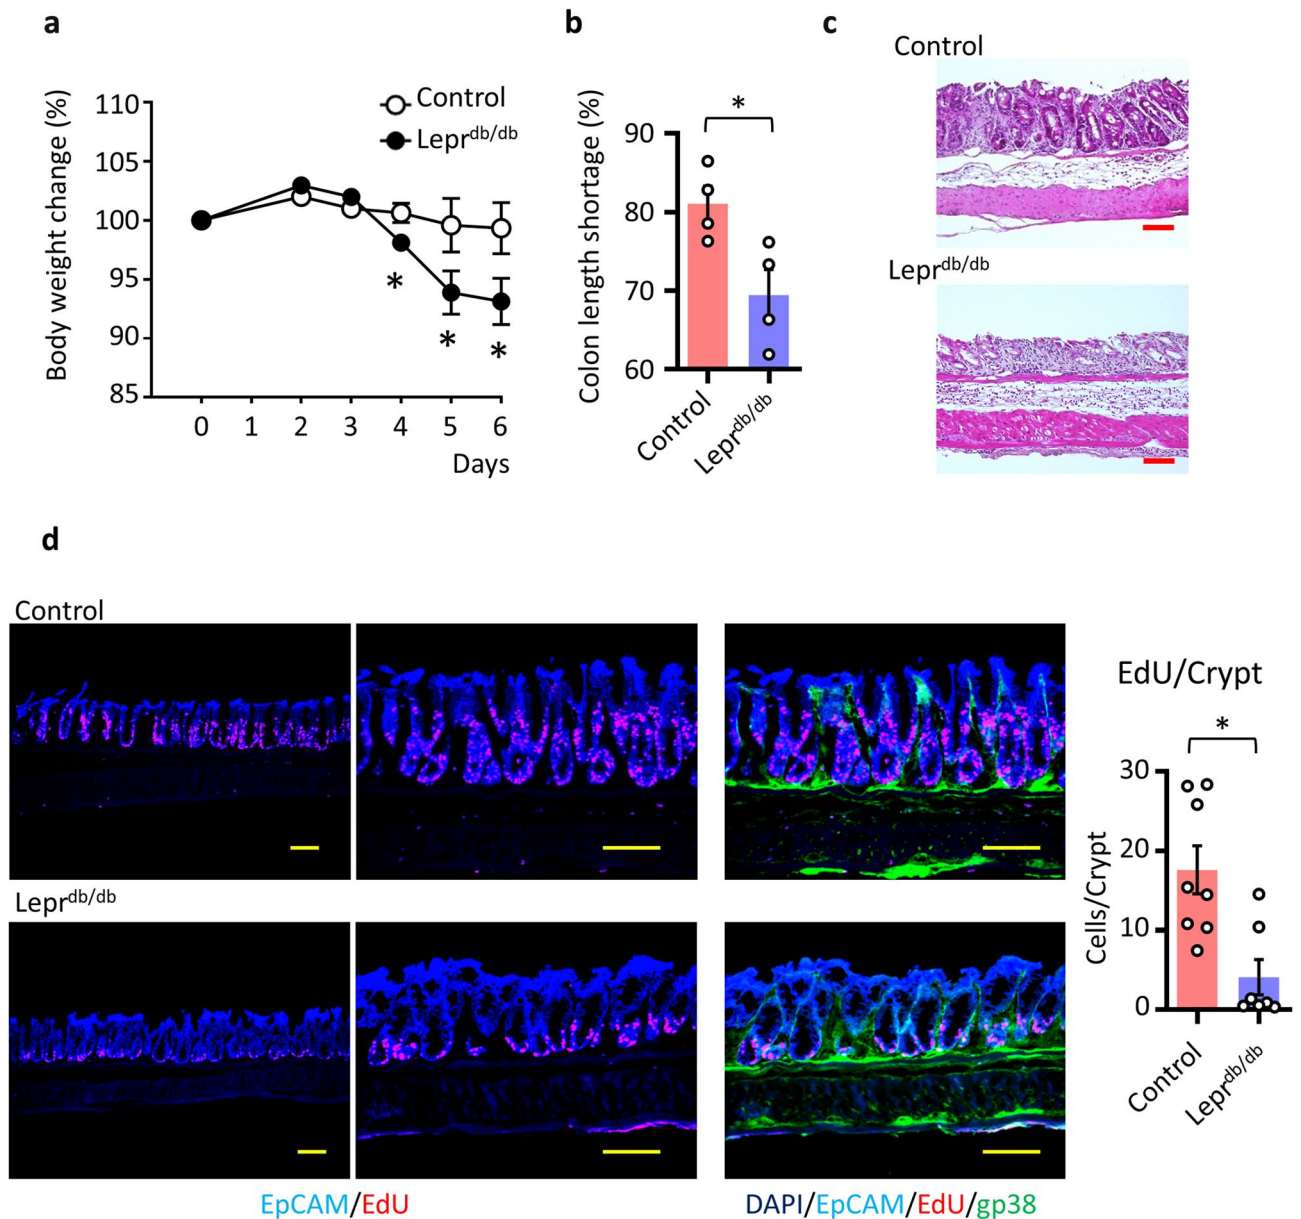 a
Body weight change (%)
110
105
100
95
90
85
Control
Lepr^db/db
*
*
*
0 1 2 3 4 5 6
Days
b
Colon length shortage (%)
90
80
70
60
*
Control
Lepr^db/db
c
Control
Lepr^db/db
d
Control
Lepr^db/db
EpCAM/EdU
DAPI/EpCAM/EdU/gp38
EdU/Crypt
*
Cells/Crypt
30
20
10
0
Control
Lepr^db/db